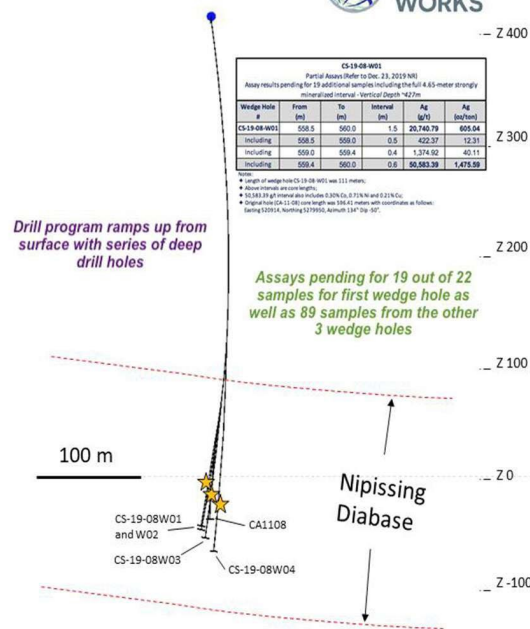 WORKS
Z 400
CS-19-08-W01
Partial Assays (Refer to Dec. 23, 2019 NR)
Assay results pending for 19 additional samples including the full 4.65-meter strongly
mineralized interval - Vertical Depth ~427m
Wedge Hole # From (m) To (m) Interval (m) Ag (g/t) Ag (oz/ton)
CS-19-08-W01 558.5 560.0 1.5 20,740.79 605.04
Including 558.5 559.0 0.5 422.37 12.31
Including 559.0 559.4 0.4 1,374.92 40.11
Including 559.4 560.0 0.6 50,583.39 1,475.59
Notes:
Length of wedge hole CS-19-08-W01 was 111 meters;
Above intervals are core lengths;
50,583.39 g/t interval also includes 0.30% Co, 0.71% Ni and 0.21% Cu;
Original hole (CA-11-08) core length was 596.41 meters with coordinates as follows:
Easting 520914, Northing 5279950, Azimuth 134° Dip -50°.
Z 300
Drill program ramps up from
surface with series of deep
drill holes
Z 200
Assays pending for 19 out of 22
samples for first wedge hole as
well as 89 samples from the other
3 wedge holes
Z 100
100 m
Z 0
Nipissing
Diabase
CS-19-08W01
and W02
CA1108
CS-19-08W03
CS-19-08W04
Z -100